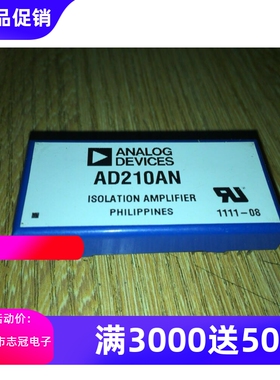 品促销
ANALOG
DEVICES
AD210AN
ISOLATION AMPLIFIER
PHILIPPINES
1111-08
动价:
市志冠电子
满3000送50